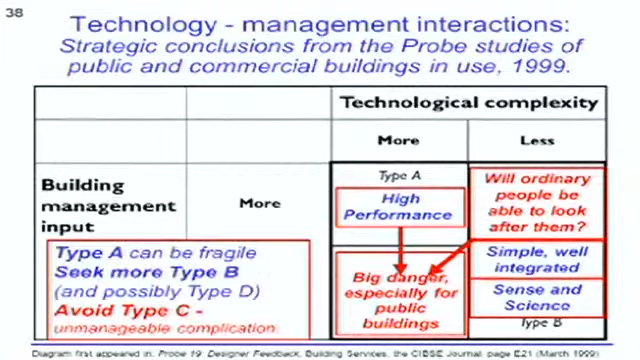 38
Technology - management interactions:
Strategic conclusions from the Probe studies of
public and commercial buildings in use, 1999.
Technological complexity
More
Less
Building
management
input
More
Type A
High
Performance
Will ordinary
people be
able to look
after them?
Type A can be fragile
Seek more Type B
(and possibly Type D)
Avoid Type C -
unmanageable complication
Big danger,
especially for
public
buildings
Simple, well
integrated
Sense and
Science
Type B
Diagram first appeared in: Probe 19: Designer Feedback, Building Services, the CIBSE Journal, page E21 (March 1999)